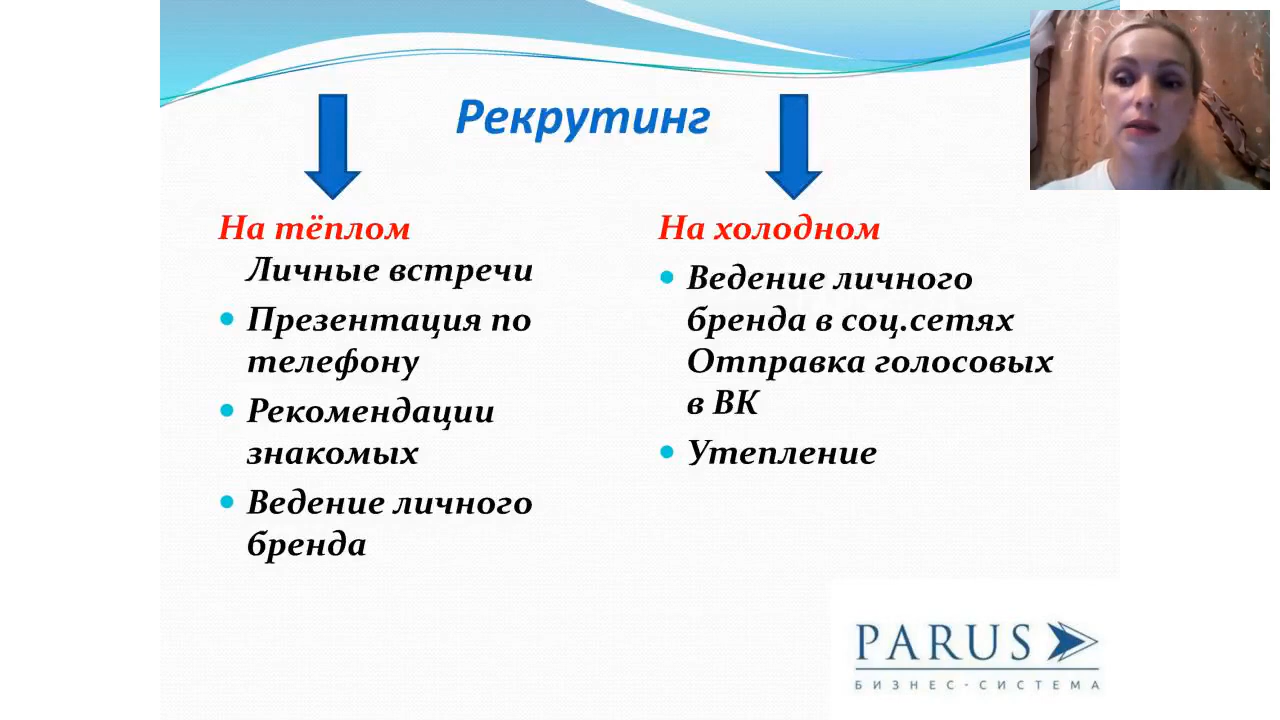 Рекрутинг
На тёплом
Личные встречи
Презентация по
телефону
Рекомендации
знакомых
Ведение личного
бренда
На холодном
Ведение личного
бренда в соц.сетях
Отправка голосовых
в ВК
Утепление
PARUS
БИЗНЕС-СИСТЕМА